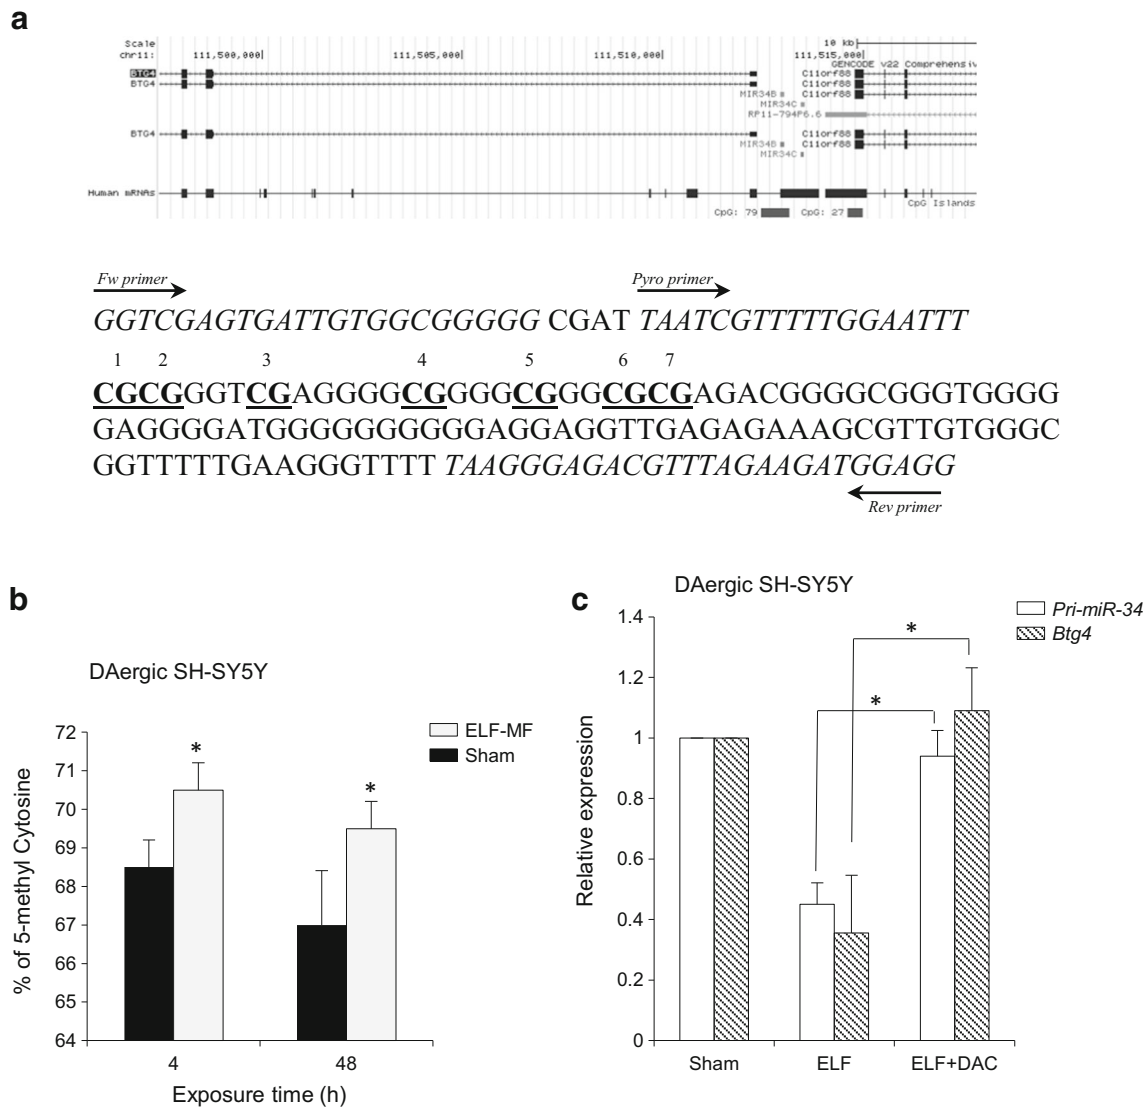 a
Scale 10 kb
chr11: 111,500,000 111,505,000 111,510,000 111,515,000
GENCODE v22 Comprehensiv
BTG4 C11orf88
BTG4 C11orf88
MIR34B C11orf88
MIR34C
RP11-794P6.6
BTG4 C11orf88
MIR34B C11orf88
MIR34C
Human mRNAs
CpG Islands
CpG: 79 CpG: 27
Fw primer Pyro primer
GGTCGAGTGATTGTGGCGGGGG CGAT TAATCGTTTTTGGAATTT
1 2 3 4 5 6 7
CGCGGGTCGAGGGGCGGGGCGGGCGCGAGACGGGGCGGGTGGGG
GAGGGGATGGGGGGGGGGGAGGAGGTTGAGAGAAAGCGTTGTGGGC
GGTTTTTGAAGGGTTTT TAAGGGAGACGTTTAGAAGATGGAGG
Rev primer
b
DAergic SH-SY5Y
ELF-MF
Sham
% of 5-methyl Cytosine
72
71
70
69
68
67
66
65
64
* *
4 48
Exposure time (h)
c
DAergic SH-SY5Y
Pri-miR-34
Btg4
Relative expression
1.4
1.2
1
0.8
0.6
0.4
0.2
0
*
*
Sham ELF ELF+DAC